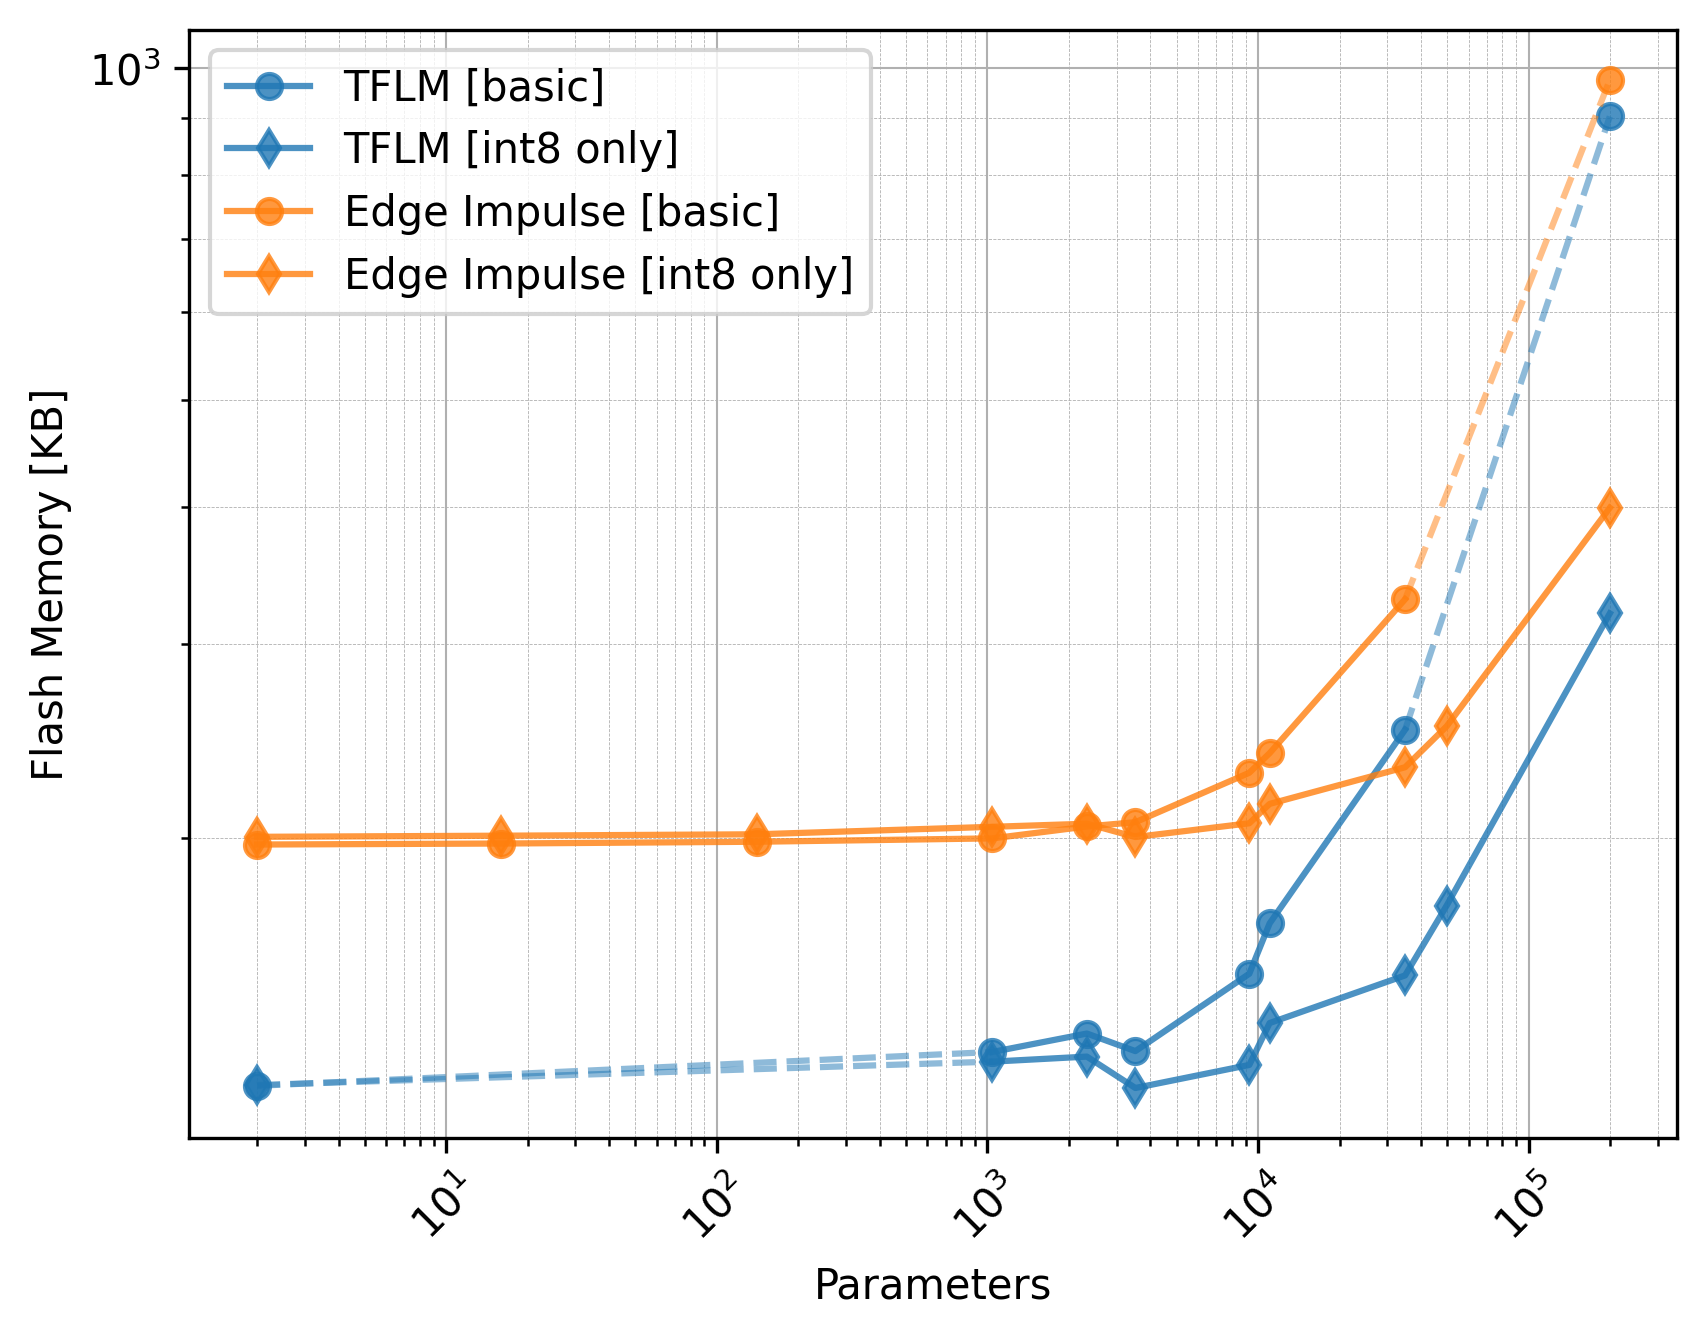 10³
TFLM [basic]
TFLM [int8 only]
Edge Impulse [basic]
Edge Impulse [int8 only]
Flash Memory [KB]
10¹ 10² 10³ 10⁴ 10⁵
Parameters